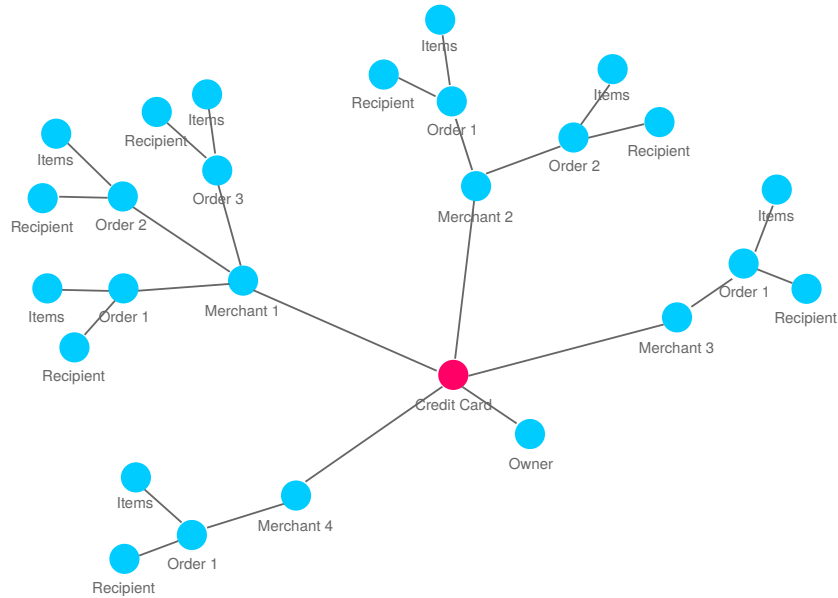 Items
Items
Recipient
Items
Recipient
Order 1
Recipient
Recipient
Items
Order 2
Order 3
Items
Recipient
Order 2
Merchant 2
Items
Order 1
Merchant 1
Items
Order 1
Recipient
Merchant 3
Recipient
Credit Card
Owner
Items
Merchant 4
Order 1
Recipient